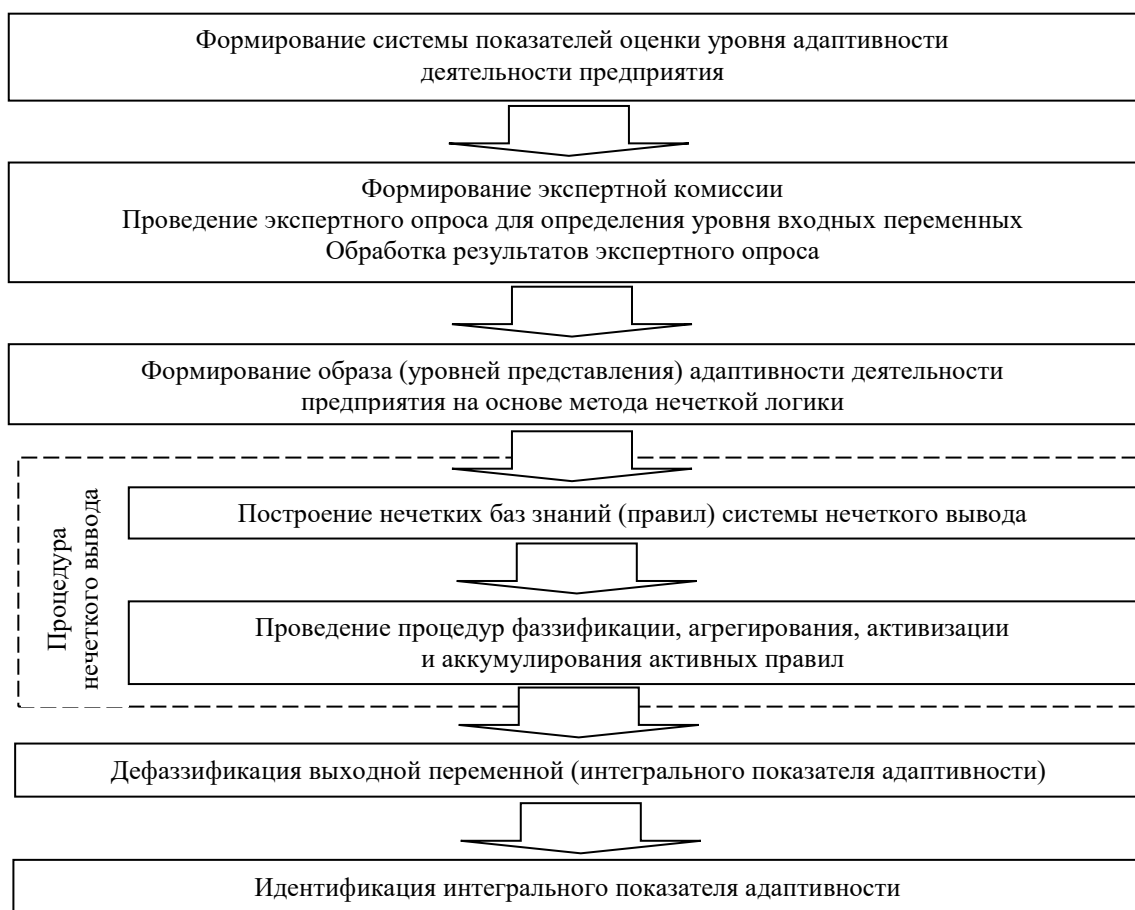 Формирование системы показателей оценки уровня адаптивности
деятельности предприятия
Формирование экспертной комиссии
Проведение экспертного опроса для определения уровня входных переменных
Обработка результатов экспертного опроса
Формирование образа (уровней представления) адаптивности деятельности
предприятия на основе метода нечеткой логики
Процедура
нечеткого вывода
Построение нечетких баз знаний (правил) системы нечеткого вывода
Проведение процедур фаззификации, агрегирования, активизации
и аккумулирования активных правил
Дефаззификация выходной переменной (интегрального показателя адаптивности)
Идентификация интегрального показателя адаптивности